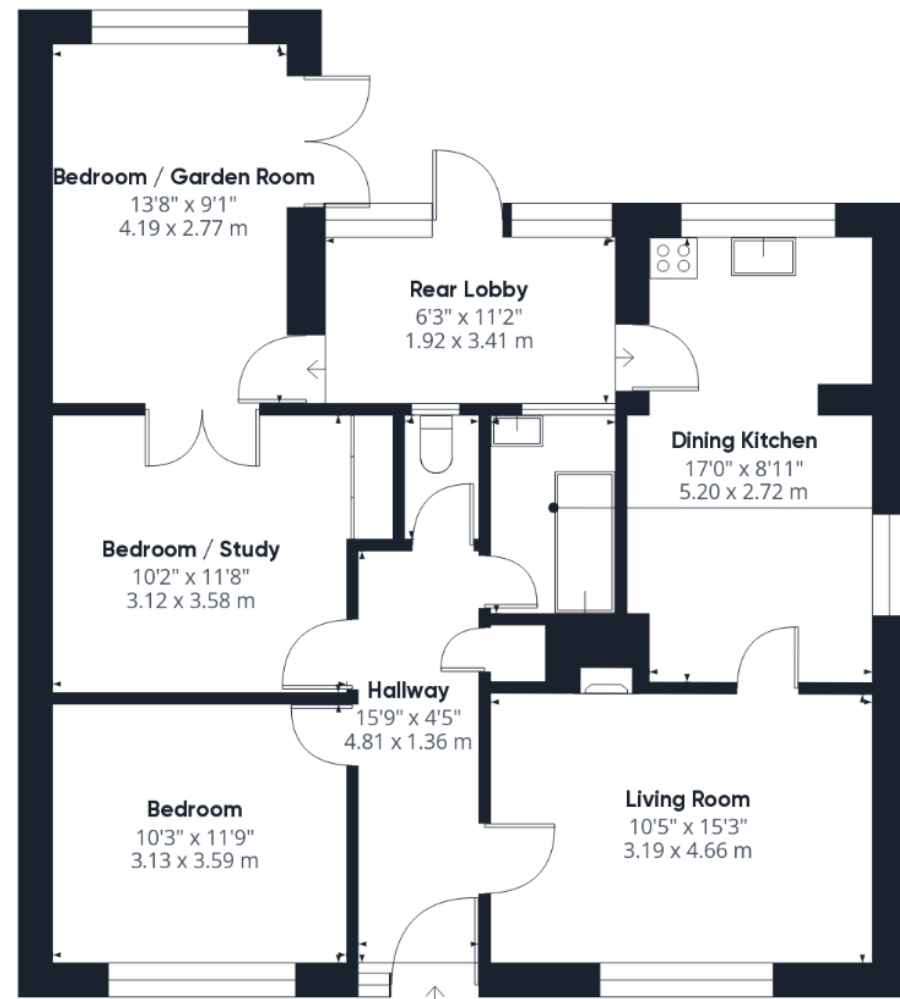 Bedroom / Garden Room
13'8" x 9'1"
4.19 x 2.77 m
Rear Lobby
6'3" x 11'2"
1.92 x 3.41 m
Dining Kitchen
17'0" x 8'11"
5.20 x 2.72 m
Bedroom / Study
10'2" x 11'8"
3.12 x 3.58 m
Hallway
15'9" x 4'5"
4.81 x 1.36 m
Bedroom
10'3" x 11'9"
3.13 x 3.59 m
Living Room
10'5" x 15'3"
3.19 x 4.66 m